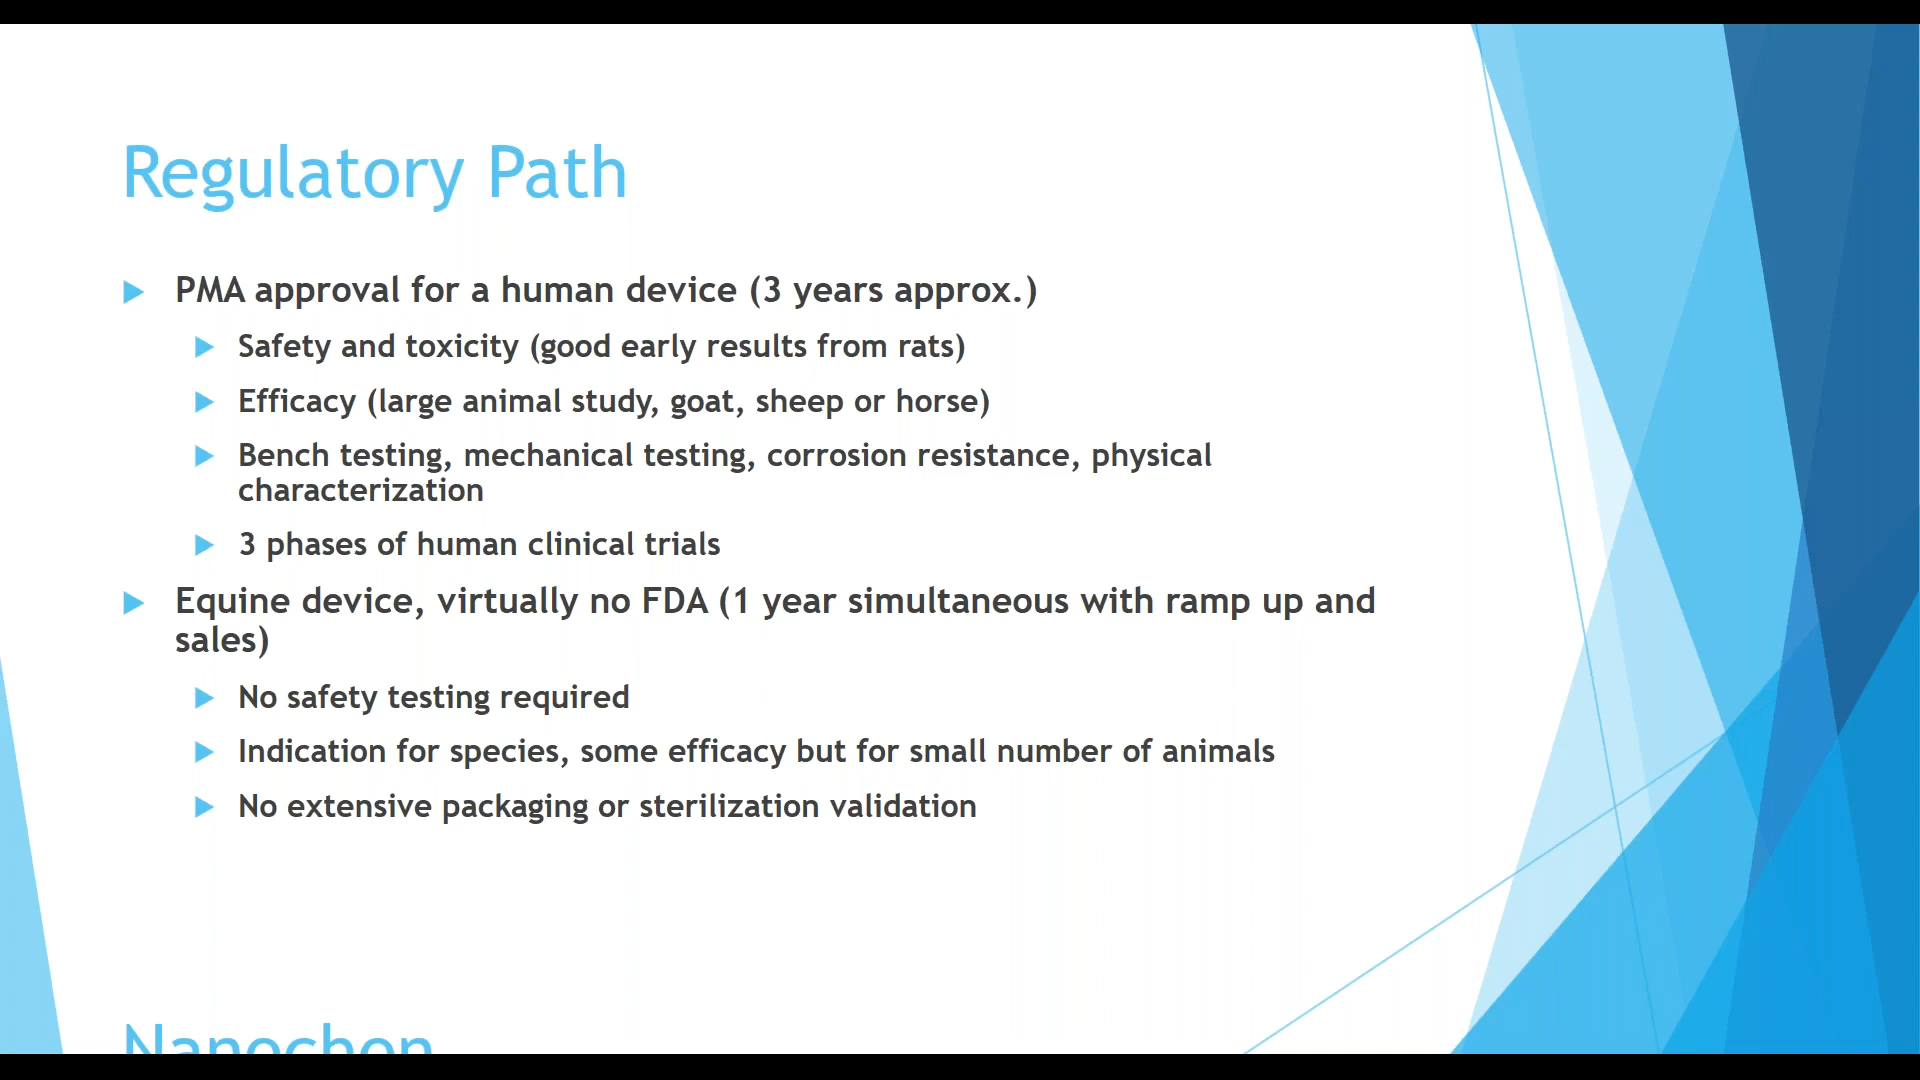 Regulatory Path
PMA approval for a human device (3 years approx.)
Safety and toxicity (good early results from rats)
Efficacy (large animal study, goat, sheep or horse)
Bench testing, mechanical testing, corrosion resistance, physical
characterization
3 phases of human clinical trials
Equine device, virtually no FDA (1 year simultaneous with ramp up and
sales)
No safety testing required
Indication for species, some efficacy but for small number of animals
No extensive packaging or sterilization validation
Nanochon